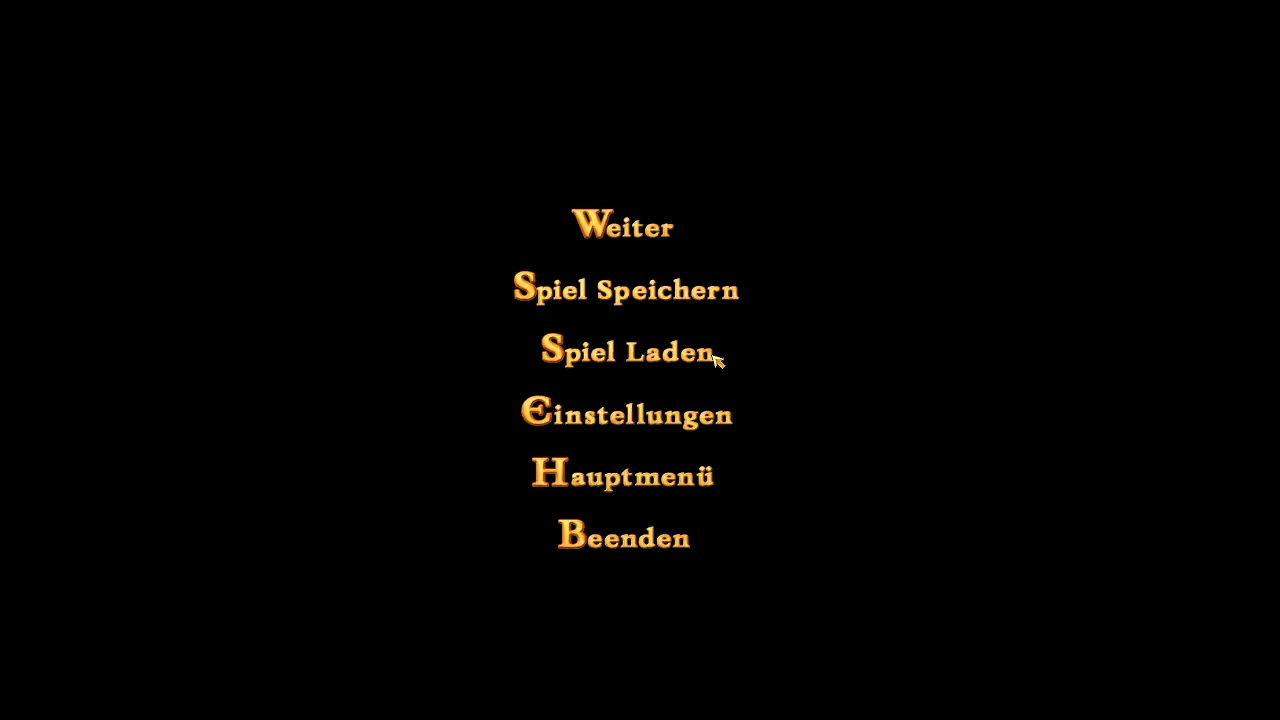 Weiter
Spiel Speichern
Spiel Laden
Einstellungen
Hauptmenü
Beenden